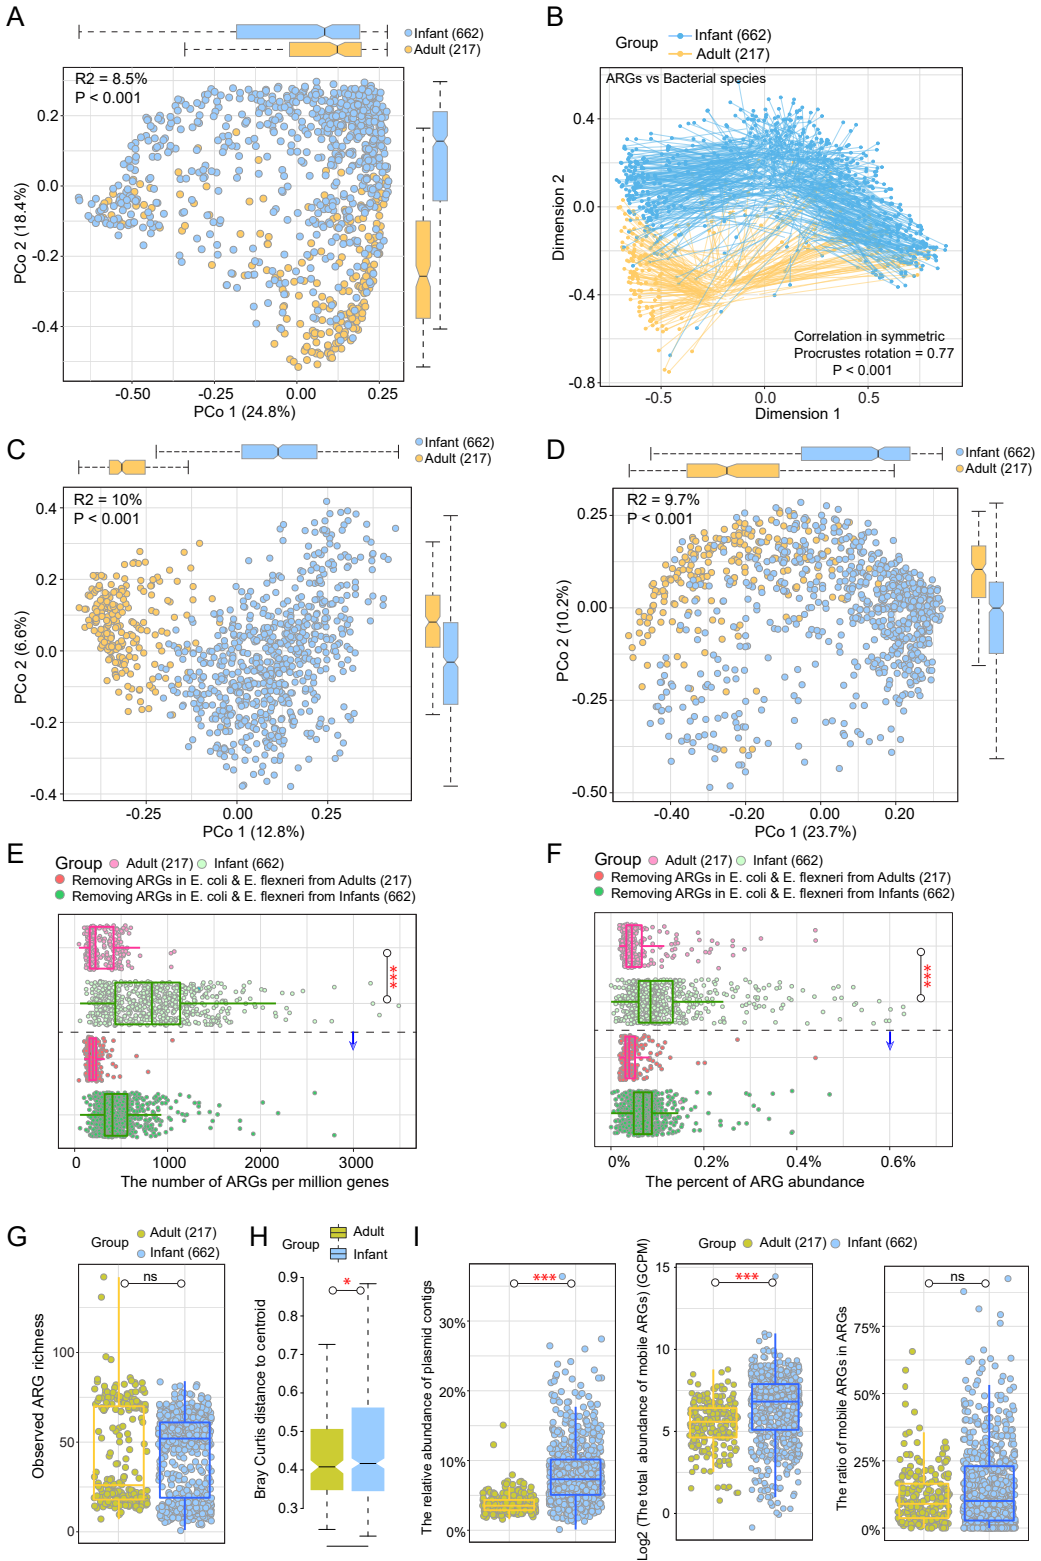 A
Infant (662)
Adult (217)
R2 = 8.5%
P < 0.001
0.2
0.0
-0.2
-0.4
PCo 2 (18.4%)
-0.50
-0.25
0.00
0.25
PCo 1 (24.8%)
B
Group
Infant (662)
Adult (217)
ARGs vs Bacterial species
0.4
0.0
-0.4
-0.8
Dimension 2
Correlation in symmetric
Procrustes rotation = 0.77
P < 0.001
-0.5
0.0
0.5
Dimension 1
C
Infant (662)
Adult (217)
R2 = 10%
P < 0.001
0.4
0.2
0.0
-0.2
-0.4
PCo 2 (6.6%)
-0.25
0.00
0.25
PCo 1 (12.8%)
D
Infant (662)
Adult (217)
R2 = 9.7%
P < 0.001
0.25
0.00
-0.25
-0.50
PCo 2 (10.2%)
-0.40
-0.20
0.00
0.20
PCo 1 (23.7%)
E
Group
Adult (217)
Infant (662)
Removing ARGs in E. coli & E. flexneri from Adults (217)
Removing ARGs in E. coli & E. flexneri from Infants (662)
***
0
1000
2000
3000
The number of ARGs per million genes
F
Group
Adult (217)
Infant (662)
Removing ARGs in E. coli & E. flexneri from Adults (217)
Removing ARGs in E. coli & E. flexneri from Infants (662)
***
0%
0.2%
0.4%
0.6%
The percent of ARG abundance
G
Group
Adult (217)
Infant (662)
ns
100
50
0
Observed ARG richness
H
Group
Adult
Infant
*
0.9
0.8
0.7
0.6
0.5
0.4
0.3
Bray Curtis distance to centroid
I
Group
Adult (217)
Infant (662)
***
30%
20%
10%
0%
The relative abundance of plasmid contigs
***
15
10
5
0
Log2 (The total abundance of mobile ARGs) (GCPM)
ns
75%
50%
25%
0%
The ratio of mobile ARGs in ARGs